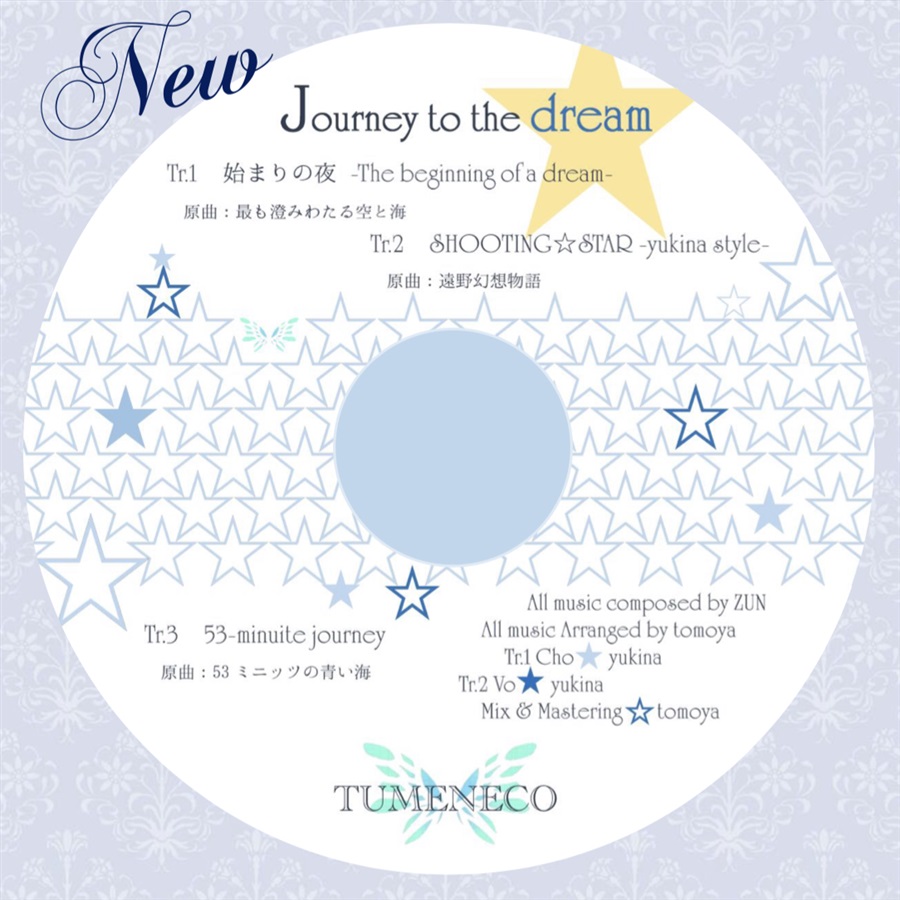 New
Journey to the dream
Tr.1 始まりの夜 -The beginning of a dream-
原曲：最も澄みわたる空と海
Tr.2 SHOOTING☆STAR -yukina style-
原曲：遠野幻想物語
Tr.3 53-minuite journey
原曲：53 ミニッツの青い海
All music composed by ZUN
All music Arranged by tomoya
Tr.1 Cho★ yukina
Tr.2 Vo★ yukina
Mix & Mastering☆tomoya
TUMENECO